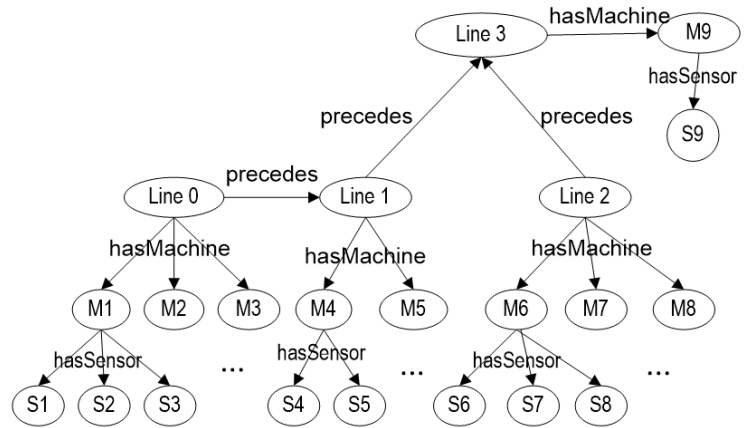 Line 3
hasMachine
M9
hasSensor
S9
precedes
precedes
Line 0
precedes
Line 1
Line 2
hasMachine
hasMachine
hasMachine
M1
M2
M3
M4
M5
M6
M7
M8
hasSensor
...
hasSensor
...
hasSensor
...
S1
S2
S3
S4
S5
S6
S7
S8